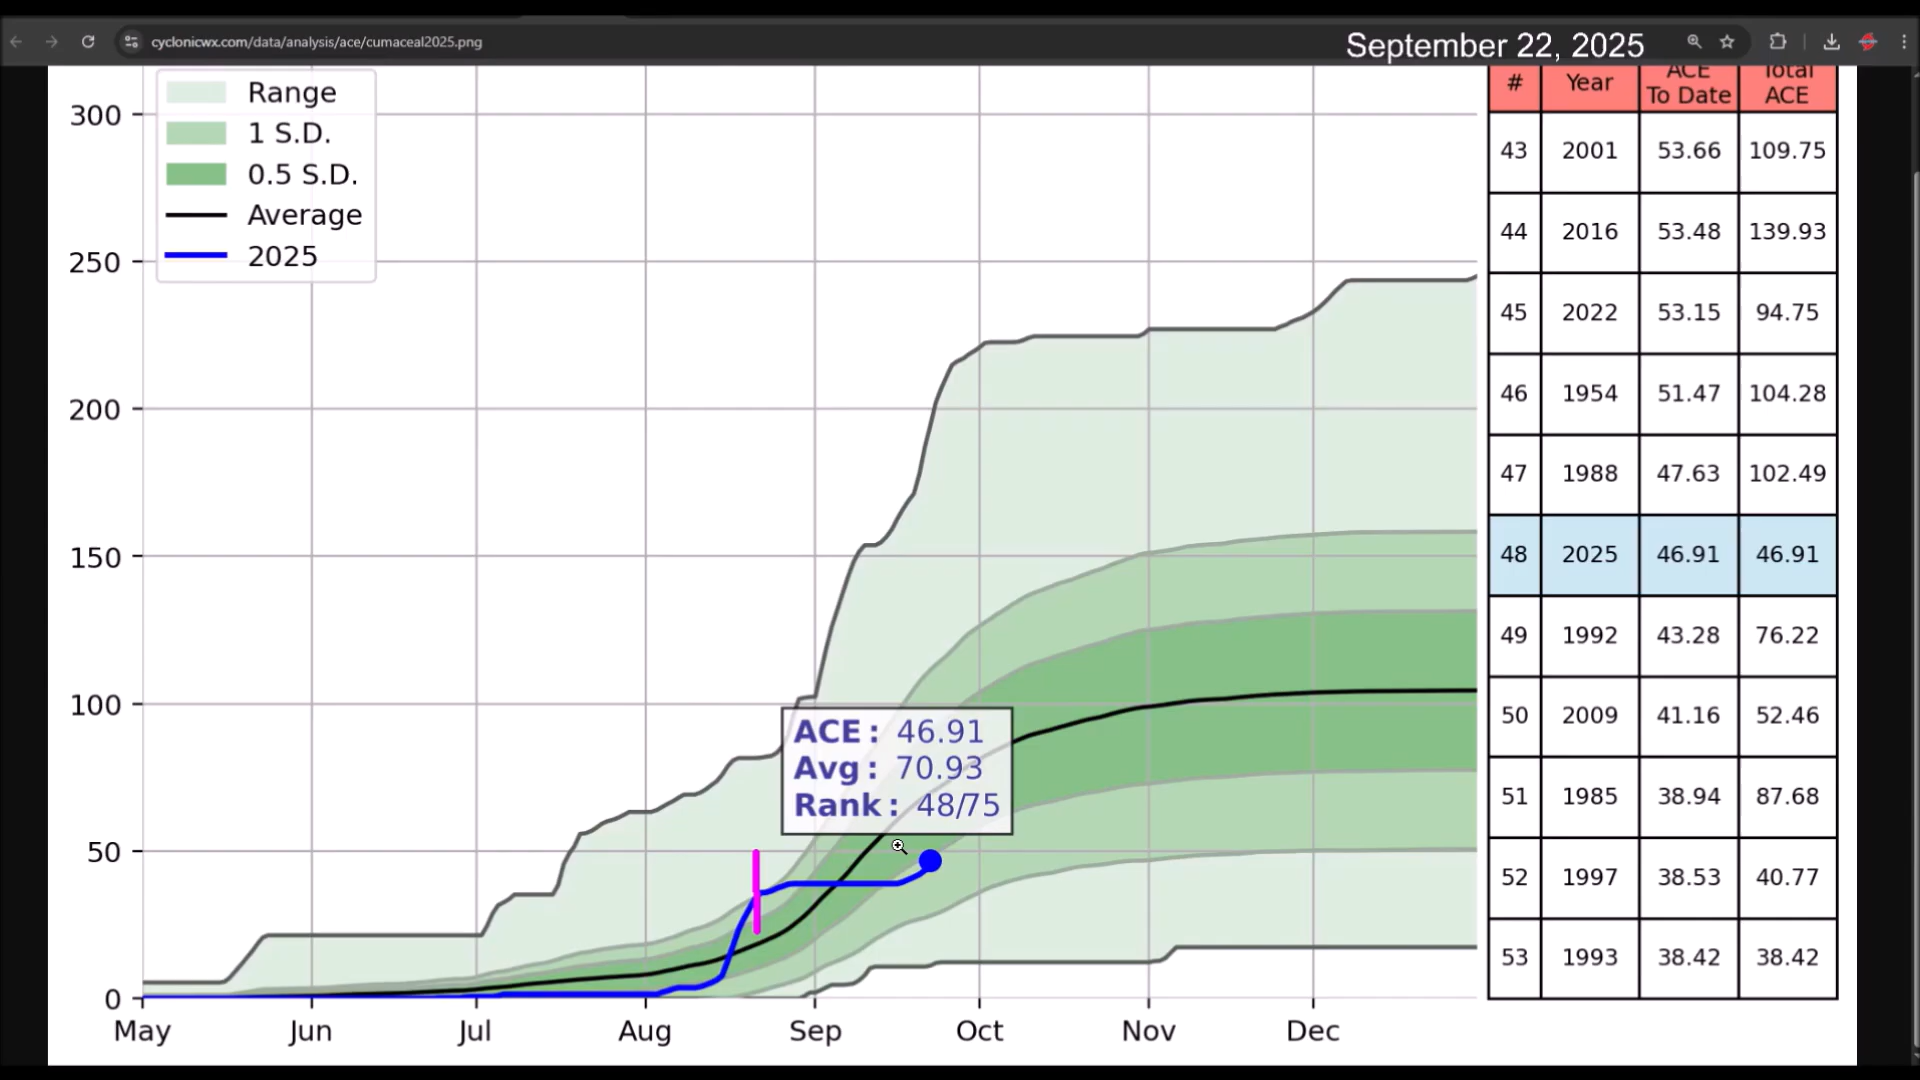 cyclonicwx.com/data/analysis/ace/cumaceal2025.png
September 22, 2025
Range
1 S.D.
0.5 S.D.
Average
2025
300
250
200
150
100
50
0
May Jun Jul Aug Sep Oct Nov Dec
ACE : 46.91
Avg : 70.93
Rank : 48/75
# Year ACE To Date Total ACE
43 2001 53.66 109.75
44 2016 53.48 139.93
45 2022 53.15 94.75
46 1954 51.47 104.28
47 1988 47.63 102.49
48 2025 46.91 46.91
49 1992 43.28 76.22
50 2009 41.16 52.46
51 1985 38.94 87.68
52 1997 38.53 40.77
53 1993 38.42 38.42